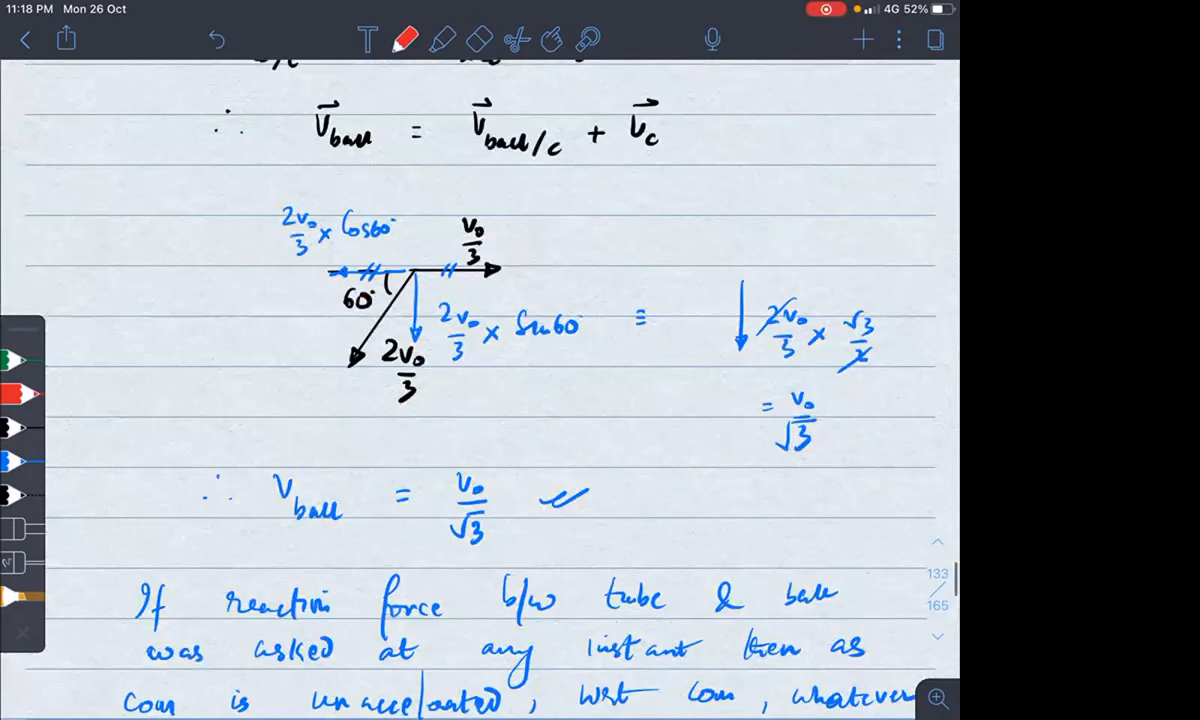 11:18 PM Mon 26 Oct 4G 52%
T
∴ V⃗ball = V⃗ball/c + V⃗c
2v₀/3 × Cos60° v₀/3
60° 2v₀/3 × Sin60 ≡ 2v₀/3 × √3/2
2v₀/3
= v₀/√3
∴ Vball = v₀/√3
If reaction force b/w tube & ball
133
/
165
was asked at any instant then as
com is unaccelarated, wrt com, whatever